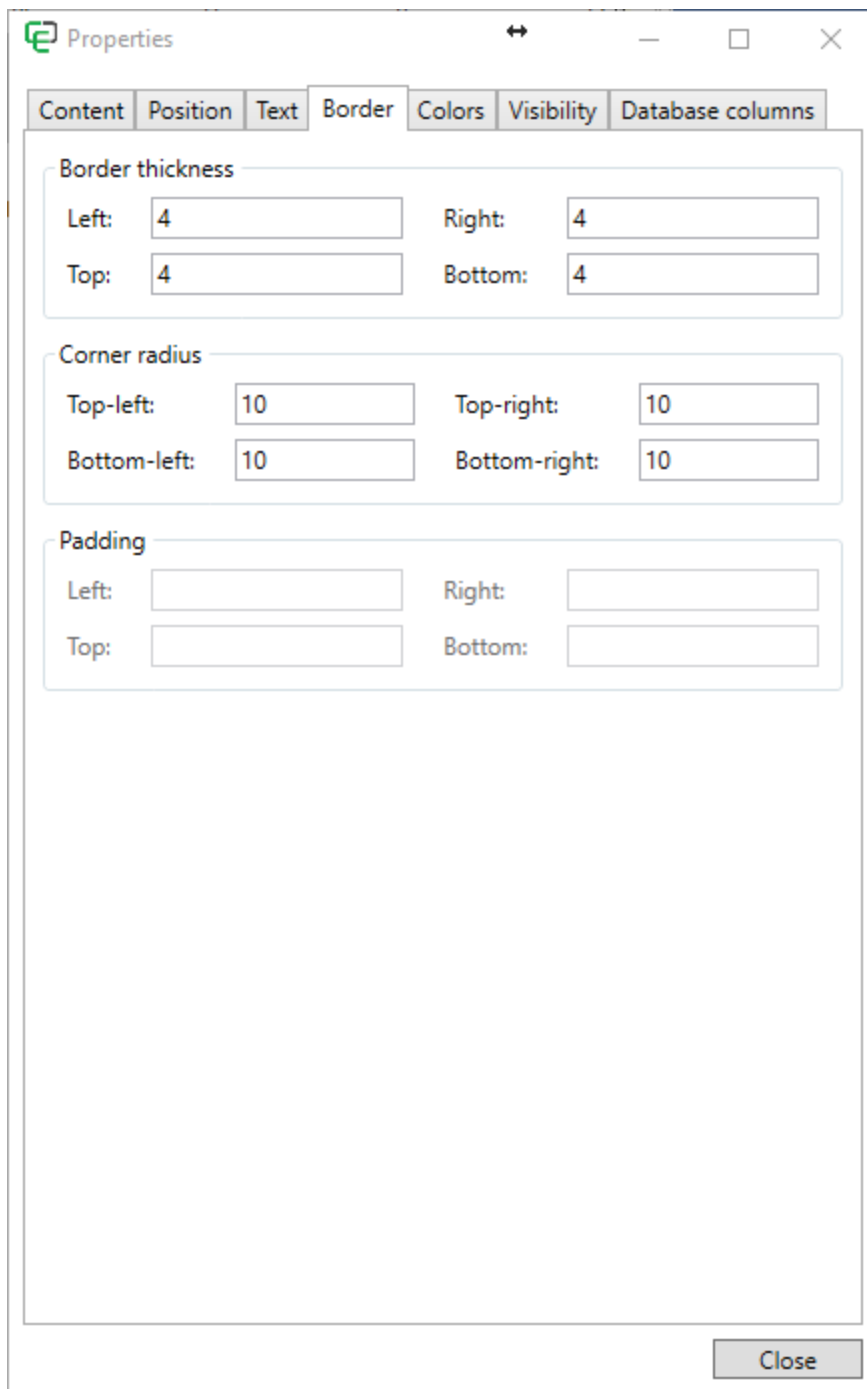 Properties
Content Position Text Border Colors Visibility Database columns
Border thickness
Left: 4 Right: 4
Top: 4 Bottom: 4
Corner radius
Top-left: 10 Top-right: 10
Bottom-left: 10 Bottom-right: 10
Padding
Left: Right:
Top: Bottom:
Close